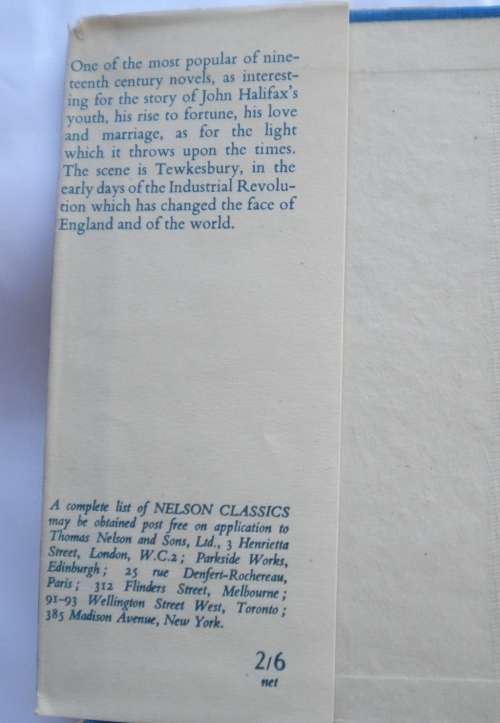 One of the most popular of nine-
teenth century novels, as interest-
ing for the story of John Halifax's
youth, his rise to fortune, his love
and marriage, as for the light
which it throws upon the times.
The scene is Tewkesbury, in the
early days of the Industrial Revolu-
tion which has changed the face of
England and of the world.
A complete list of NELSON CLASSICS
may be obtained post free on application to
Thomas Nelson and Sons, Ltd., 3 Henrietta
Street, London, W.C.2; Parkside Works,
Edinburgh; 25 rue Denfert-Rochereau,
Paris; 312 Flinders Street, Melbourne;
91-93 Wellington Street West, Toronto;
385 Madison Avenue, New York.
2/6
net